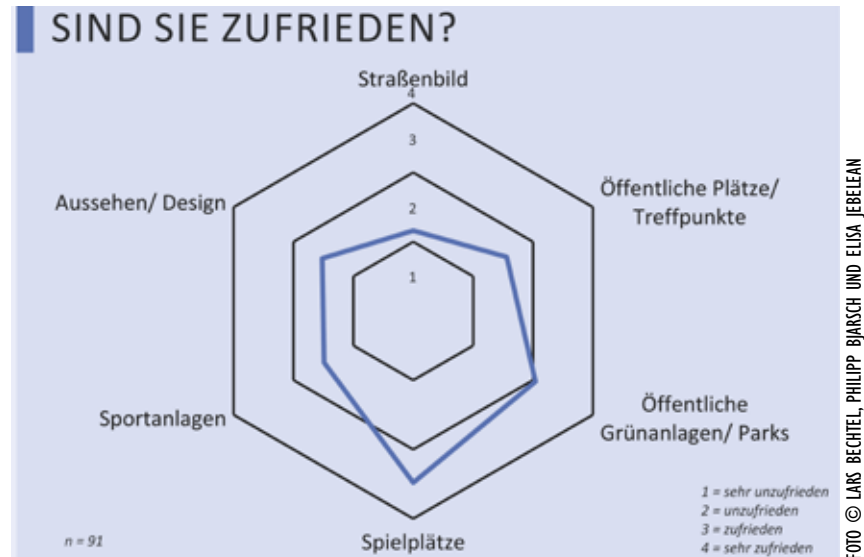 SIND SIE ZUFRIEDEN?
Straßenbild
4
3
2
1
Öffentliche Plätze/
Treffpunkte
Öffentliche
Grünanlagen/ Parks
Spielplätze
Sportanlagen
Aussehen/ Design
n = 91
1 = sehr unzufrieden
2 = unzufrieden
3 = zufrieden
4 = sehr zufrieden
FOTO © LARS BECHTEL, PHILIPP BJARSCH UND ELISA JEBELEAN